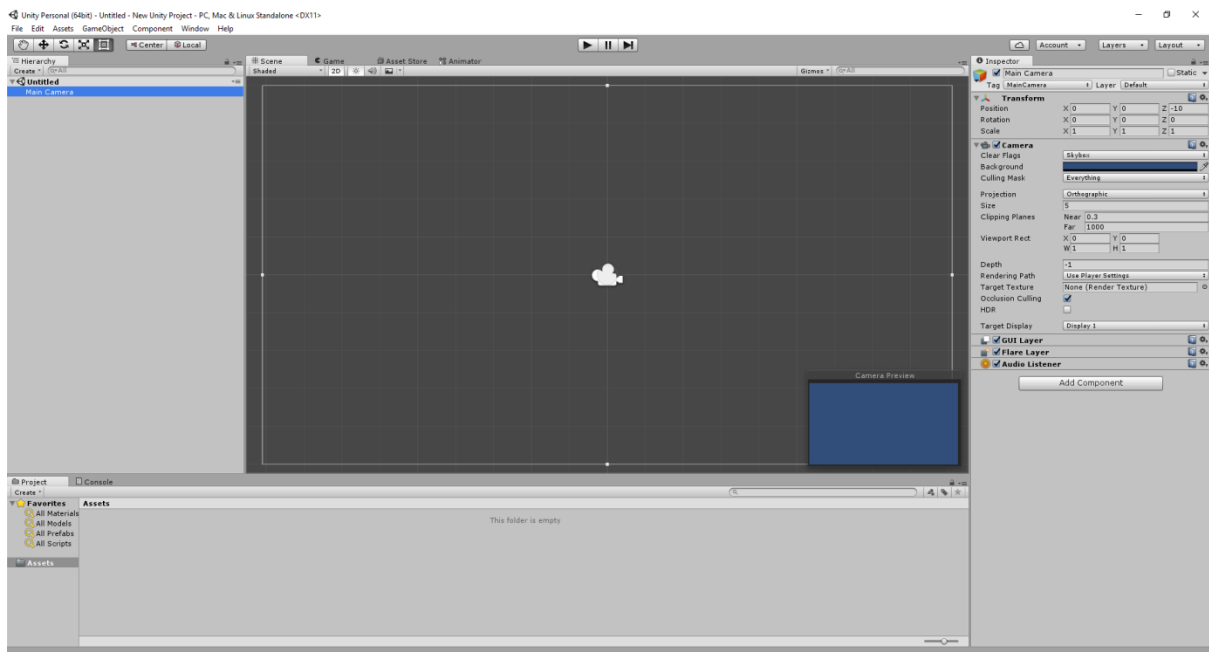 Unity Personal (64bit) - Untitled - New Unity Project - PC, Mac & Linux Standalone <DX11>
File Edit Assets GameObject Component Window Help
Center Local
Account Layers Layout
Hierarchy
Create All
Untitled
Main Camera
Scene Game Asset Store Animator
Shaded 2D Gizmos All
Camera Preview
Inspector
Main Camera Static
Tag MainCamera Layer Default
Transform
Position X 0 Y 0 Z -10
Rotation X 0 Y 0 Z 0
Scale X 1 Y 1 Z 1
Camera
Clear Flags Skybox
Background
Culling Mask Everything
Projection Orthographic
Size 5
Clipping Planes Near 0.3
Far 1000
Viewport Rect X 0 Y 0
W 1 H 1
Depth -1
Rendering Path Use Player Settings
Target Texture None (Render Texture)
Occlusion Culling
HDR
Target Display Display 1
GUI Layer
Flare Layer
Audio Listener
Add Component
Project Console
Create
Favorites
All Materials
All Models
All Prefabs
All Scripts
Assets
Assets
This folder is empty